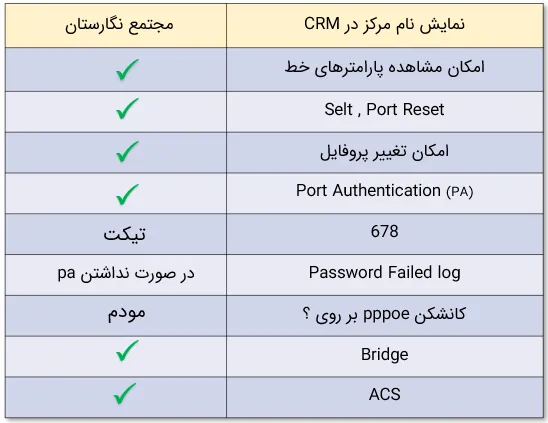 نمایش نام مرکز در CRM مجتمع نگارستان
امکان مشاهده پارامترهای خط
Selt , Port Reset
امکان تغییر پروفایل
Port Authentication (PA)
678 تیکت
Password Failed log در صورت نداشتن pa
کانشکن pppoe بر روی ؟ مودم
Bridge
ACS